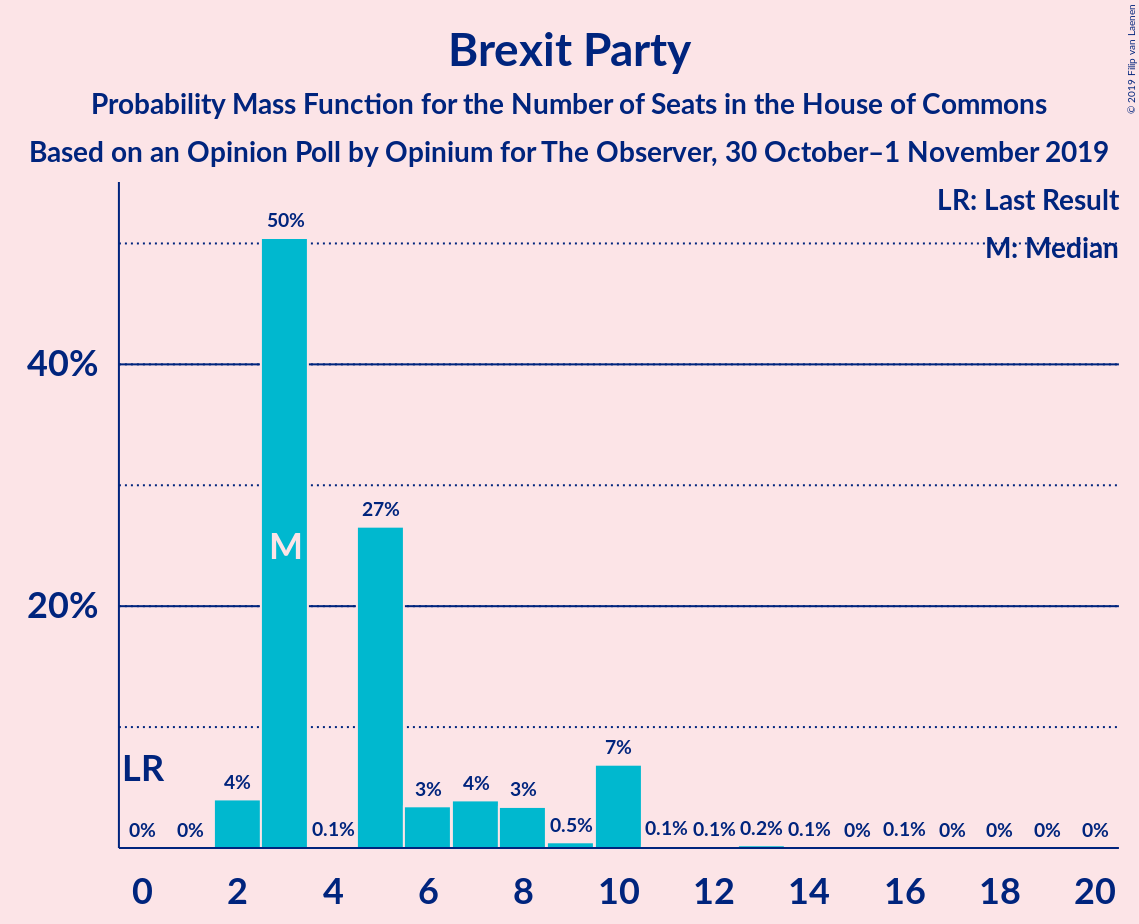 Brexit Party
Probability Mass Function for the Number of Seats in the House of Commons
Based on an Opinion Poll by Opinium for The Observer, 30 October–1 November 2019
© 2019 Filip van Laenen
LR: Last Result
M: Median
50%
40%
27%
M
20%
LR
0%
0%
4%
0.1%
3%
4%
3%
0.5%
7%
0.1%
0.1%
0.2%
0.1%
0%
0.1%
0%
0%
0%
0%
0 2 4 6 8 10 12 14 16 18 20